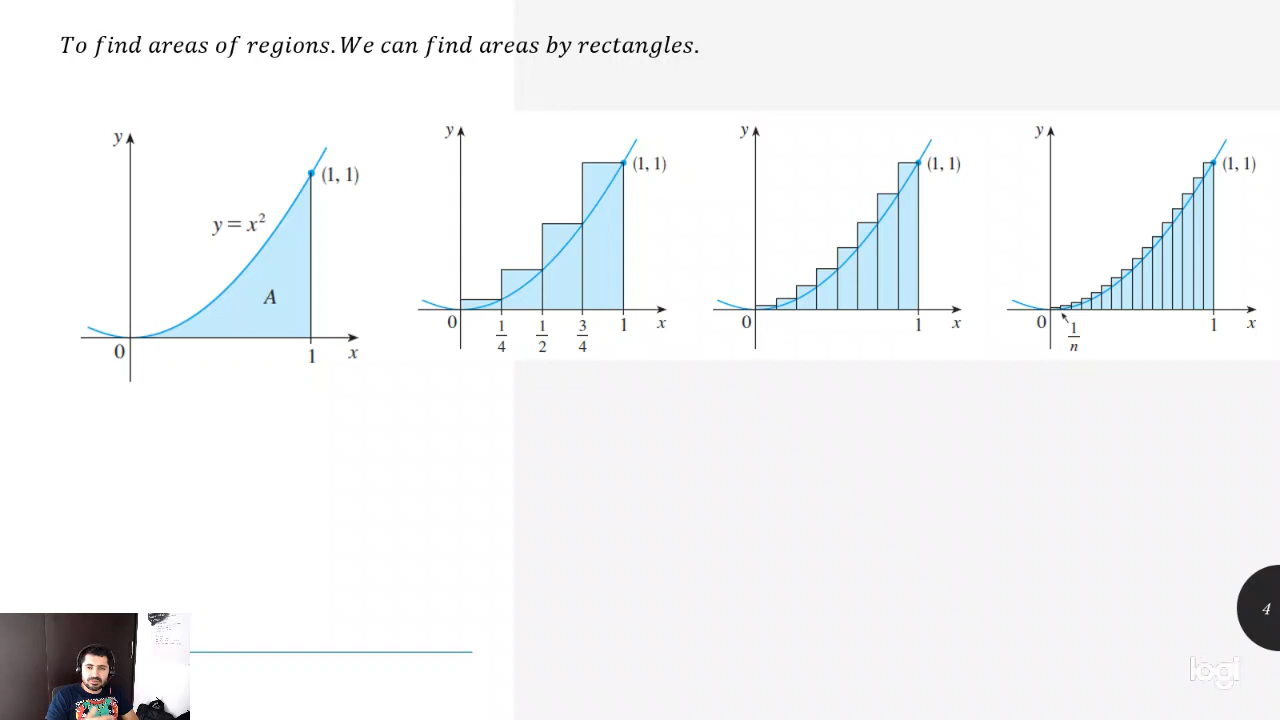 To find areas of regions. We can find areas by rectangles.
y
(1, 1)
y = x²
A
0
1
x
y
(1, 1)
0
1/4
1/2
3/4
1
x
y
(1, 1)
0
1
x
y
(1, 1)
0
1/n
1
x
4
logi